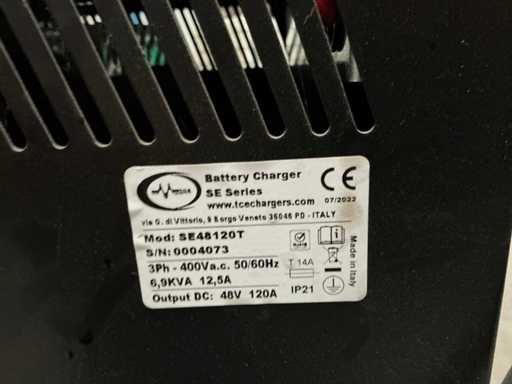 Battery Charger
SE Series
www.tcechargers.com
CE
07/2022
via G. di Vittorio, 9 Borgo Veneto 35046 PD - ITALY
Mod: SE48120T
S/N: 0004073
3Ph - 400Va.c. 50/60Hz
6,9KVA 12,5A
Output DC: 48V 120A
T 14A
IP21
Made in Italy